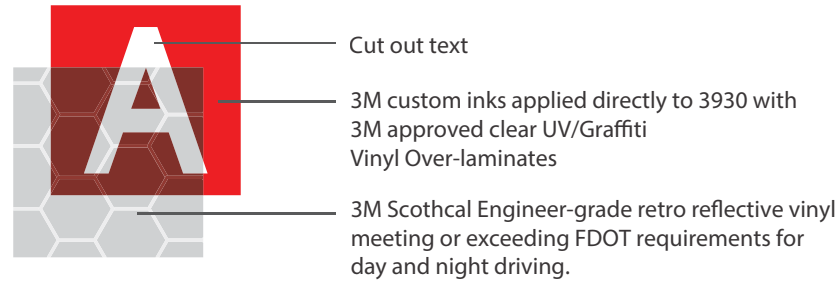 A
Cut out text
3M custom inks applied directly to 3930 with
3M approved clear UV/Graffiti
Vinyl Over-laminates
3M Scothcal Engineer-grade retro reflective vinyl
meeting or exceeding FDOT requirements for
day and night driving.